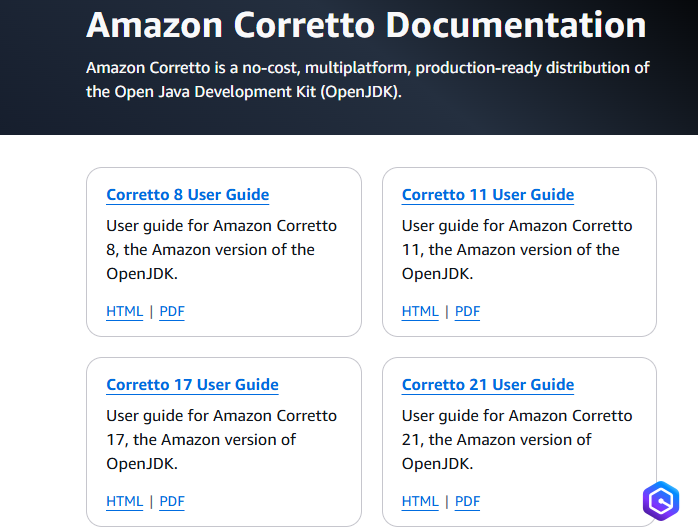 Amazon Corretto Documentation
Amazon Corretto is a no-cost, multiplatform, production-ready distribution of
the Open Java Development Kit (OpenJDK).
Corretto 8 User Guide
User guide for Amazon Corretto
8, the Amazon version of the
OpenJDK.
HTML | PDF
Corretto 11 User Guide
User guide for Amazon Corretto
11, the Amazon version of the
OpenJDK.
HTML | PDF
Corretto 17 User Guide
User guide for Amazon Corretto
17, the Amazon version of
OpenJDK.
HTML | PDF
Corretto 21 User Guide
User guide for Amazon Corretto
21, the Amazon version of
OpenJDK.
HTML | PDF